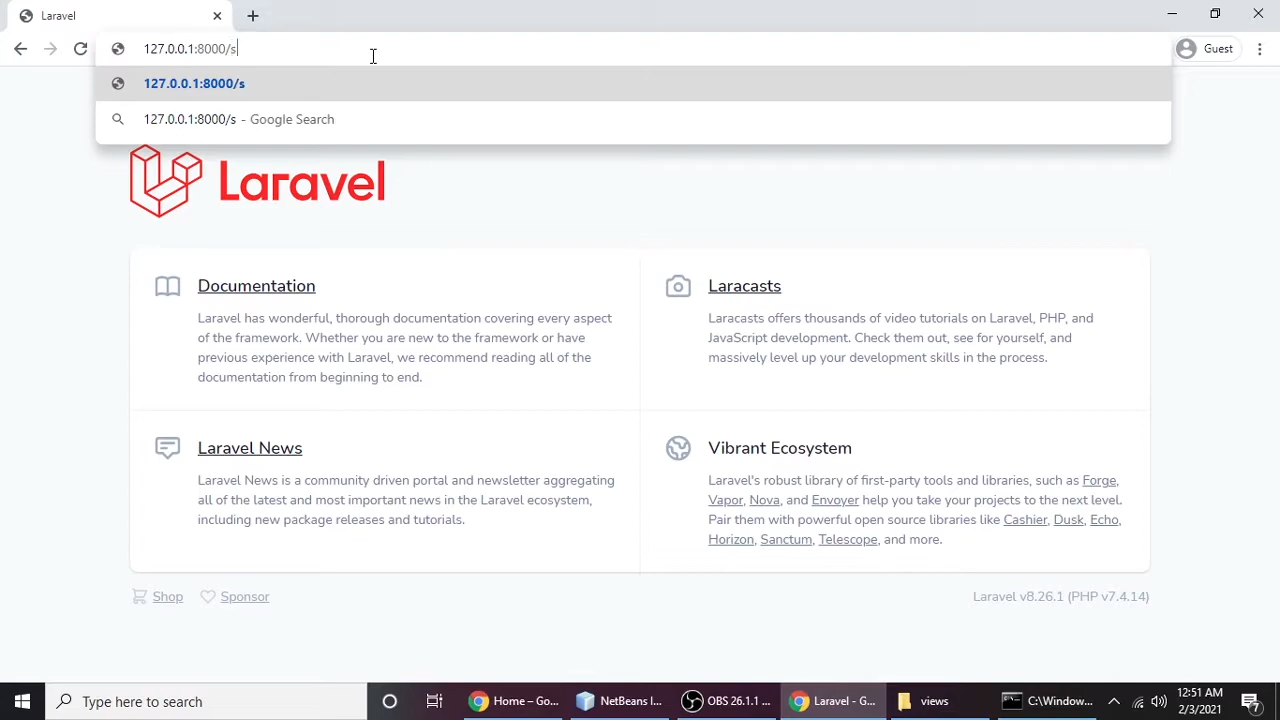 Laravel
127.0.0.1:8000/s
Guest
127.0.0.1:8000/s
127.0.0.1:8000/s - Google Search
Laravel
Documentation
Laravel has wonderful, thorough documentation covering every aspect
of the framework. Whether you are new to the framework or have
previous experience with Laravel, we recommend reading all of the
documentation from beginning to end.
Laracasts
Laracasts offers thousands of video tutorials on Laravel, PHP, and
JavaScript development. Check them out, see for yourself, and
massively level up your development skills in the process.
Laravel News
Laravel News is a community driven portal and newsletter aggregating
all of the latest and most important news in the Laravel ecosystem,
including new package releases and tutorials.
Vibrant Ecosystem
Laravel's robust library of first-party tools and libraries, such as Forge,
Vapor, Nova, and Envoyer help you take your projects to the next level.
Pair them with powerful open source libraries like Cashier, Dusk, Echo,
Horizon, Sanctum, Telescope, and more.
Shop
Sponsor
Laravel v8.26.1 (PHP v7.4.14)
Type here to search
Home – Go...
NetBeans I...
OBS 26.1.1 ...
Laravel - G...
views
C:\Window...
12:51 AM
2/3/2021
7